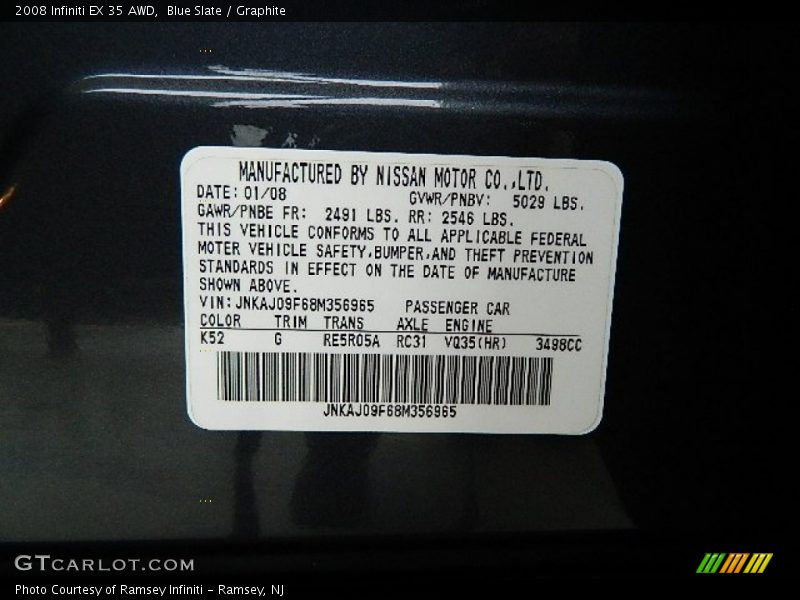 2008 Infiniti EX 35 AWD,  Blue Slate / Graphite
MANUFACTURED BY NISSAN MOTOR CO.,LTD.
DATE: 01/08 GVWR/PNBV: 5029 LBS.
GAWR/PNBE FR: 2491 LBS. RR: 2546 LBS.
THIS VEHICLE CONFORMS TO ALL APPLICABLE FEDERAL
MOTER VEHICLE SAFETY,BUMPER,AND THEFT PREVENTION
STANDARDS IN EFFECT ON THE DATE OF MANUFACTURE
SHOWN ABOVE.
VIN: JNKAJ09F68M356965 PASSENGER CAR
COLOR TRIM TRANS AXLE ENGINE
K52 G RE5R05A RC31 VQ35(HR) 3498CC
JNKAJ09F68M356965
GTCARLOT.COM
Photo Courtesy of Ramsey Infiniti - Ramsey, NJ